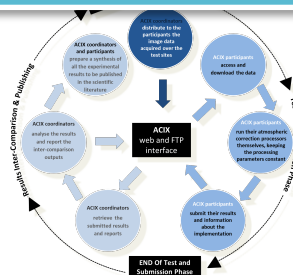 ACIX coordinators
distribute to the
participants the
image data
acquired over the
test sites
ACIX participants
access and
download the data
ACIX participants
run their atmospheric
correction processors
themselves, keeping
the processing
parameters constant
ACIX participants
submit their results
and information
about the
implementation
END Of Test and
Submission Phase
ACIX coordinators
retrieve the
submitted results
and reports
ACIX coordinators
analyse the results
and report the
inter-comparison
outputs
ACIX coordinators
and participants
prepare a synthesis of
all the experimental
results to be published
in the scientific
literature
ACIX
web and FTP
interface
Results Inter-Comparison & Publishing
Phase